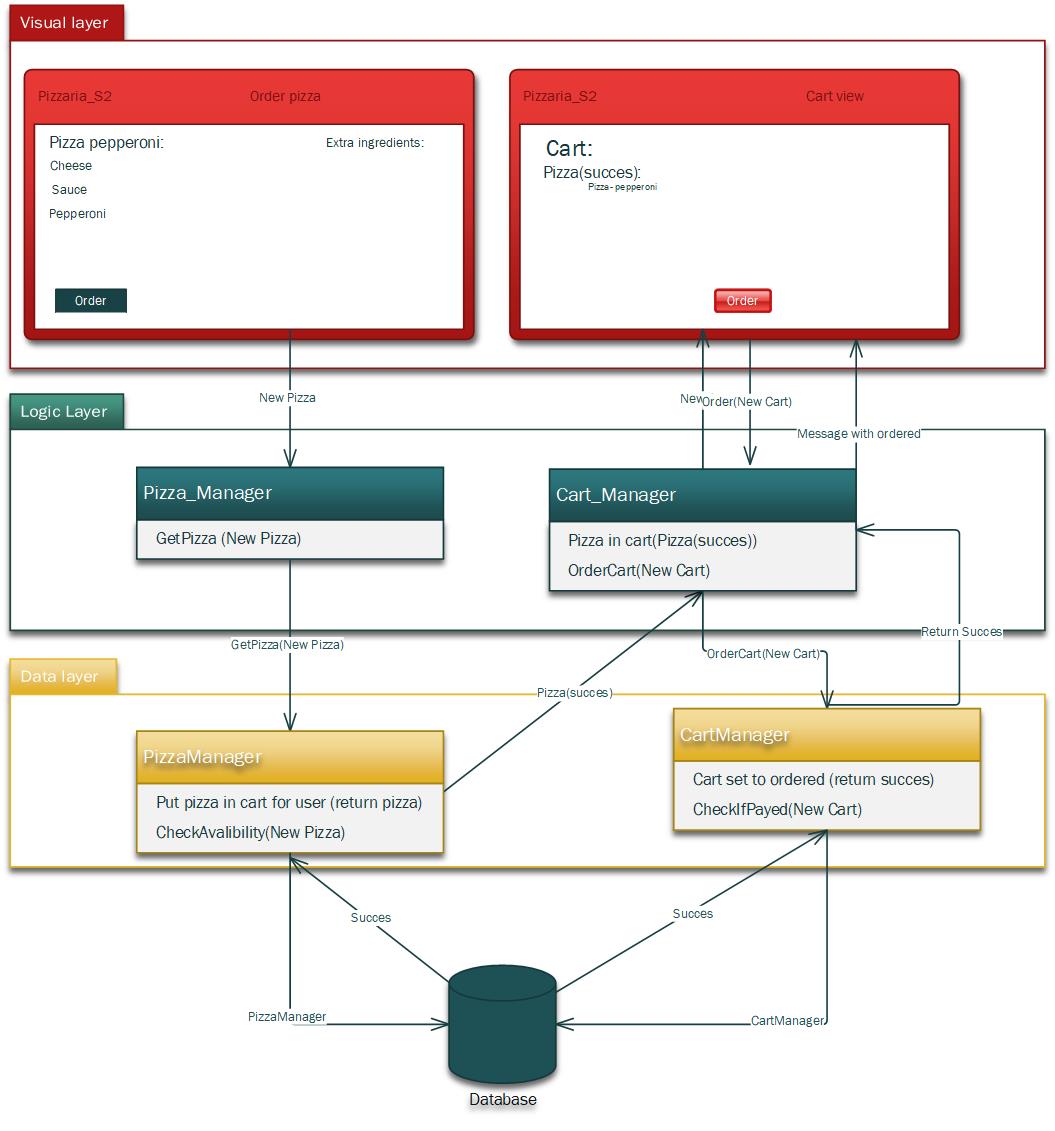 Visual layer
Pizzaria_S2
Order pizza
Pizza pepperoni:
Extra ingredients:
Cheese
Sauce
Pepperoni
Order
Pizzaria_S2
Cart view
Cart:
Pizza(succes):
Pizza- pepperoni
Order
New Pizza
New
Order(New Cart)
Message with ordered
Logic Layer
Pizza_Manager
GetPizza (New Pizza)
Cart_Manager
Pizza in cart(Pizza(succes))
OrderCart(New Cart)
GetPizza(New Pizza)
Return Succes
OrderCart(New Cart)
Pizza(succes)
Data layer
PizzaManager
Put pizza in cart for user (return pizza)
CheckAvalibility(New Pizza)
CartManager
Cart set to ordered (return succes)
CheckIfPayed(New Cart)
Succes
Succes
PizzaManager
CartManager
Database